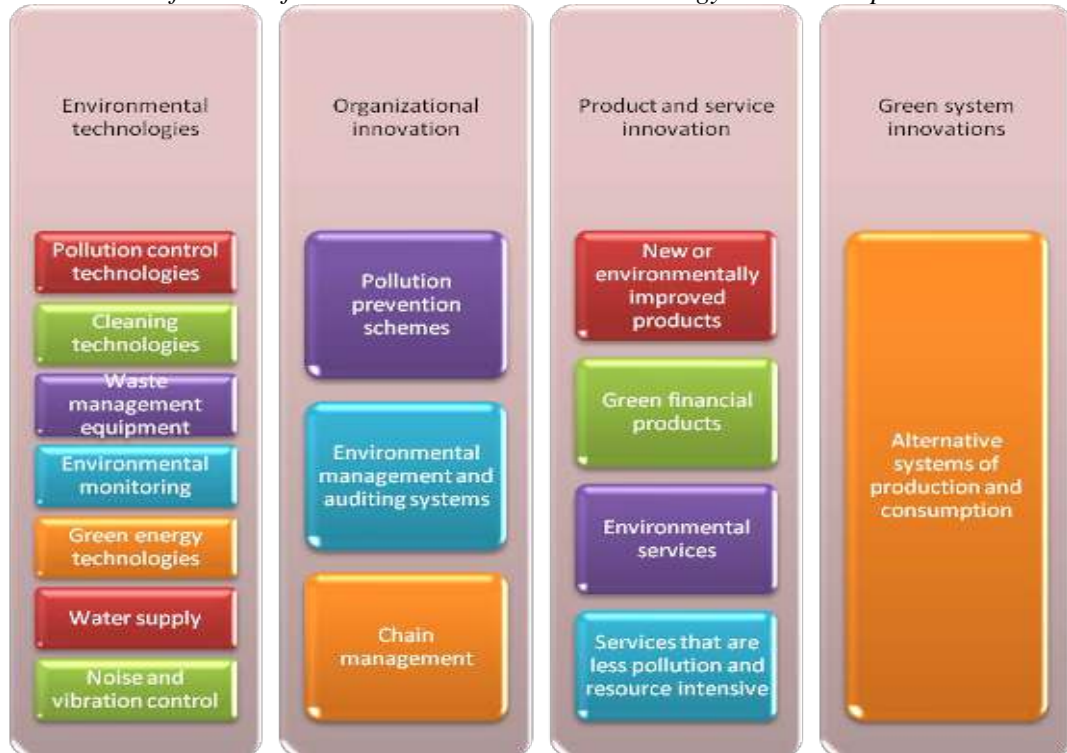 Environmental
technologies
Pollution control
technologies
Cleaning
technologies
Waste
management
equipment
Environmental
monitoring
Green energy
technologies
Water supply
Noise and
vibration control
Organizational
innovation
Pollution
prevention
schemes
Environmental
management and
auditing systems
Chain
management
Product and service
innovation
New or
environmentally
improved
products
Green financial
products
Environmental
services
Services that are
less pollution and
resource intensive
Green system
innovations
Alternative
systems of
production and
consumption